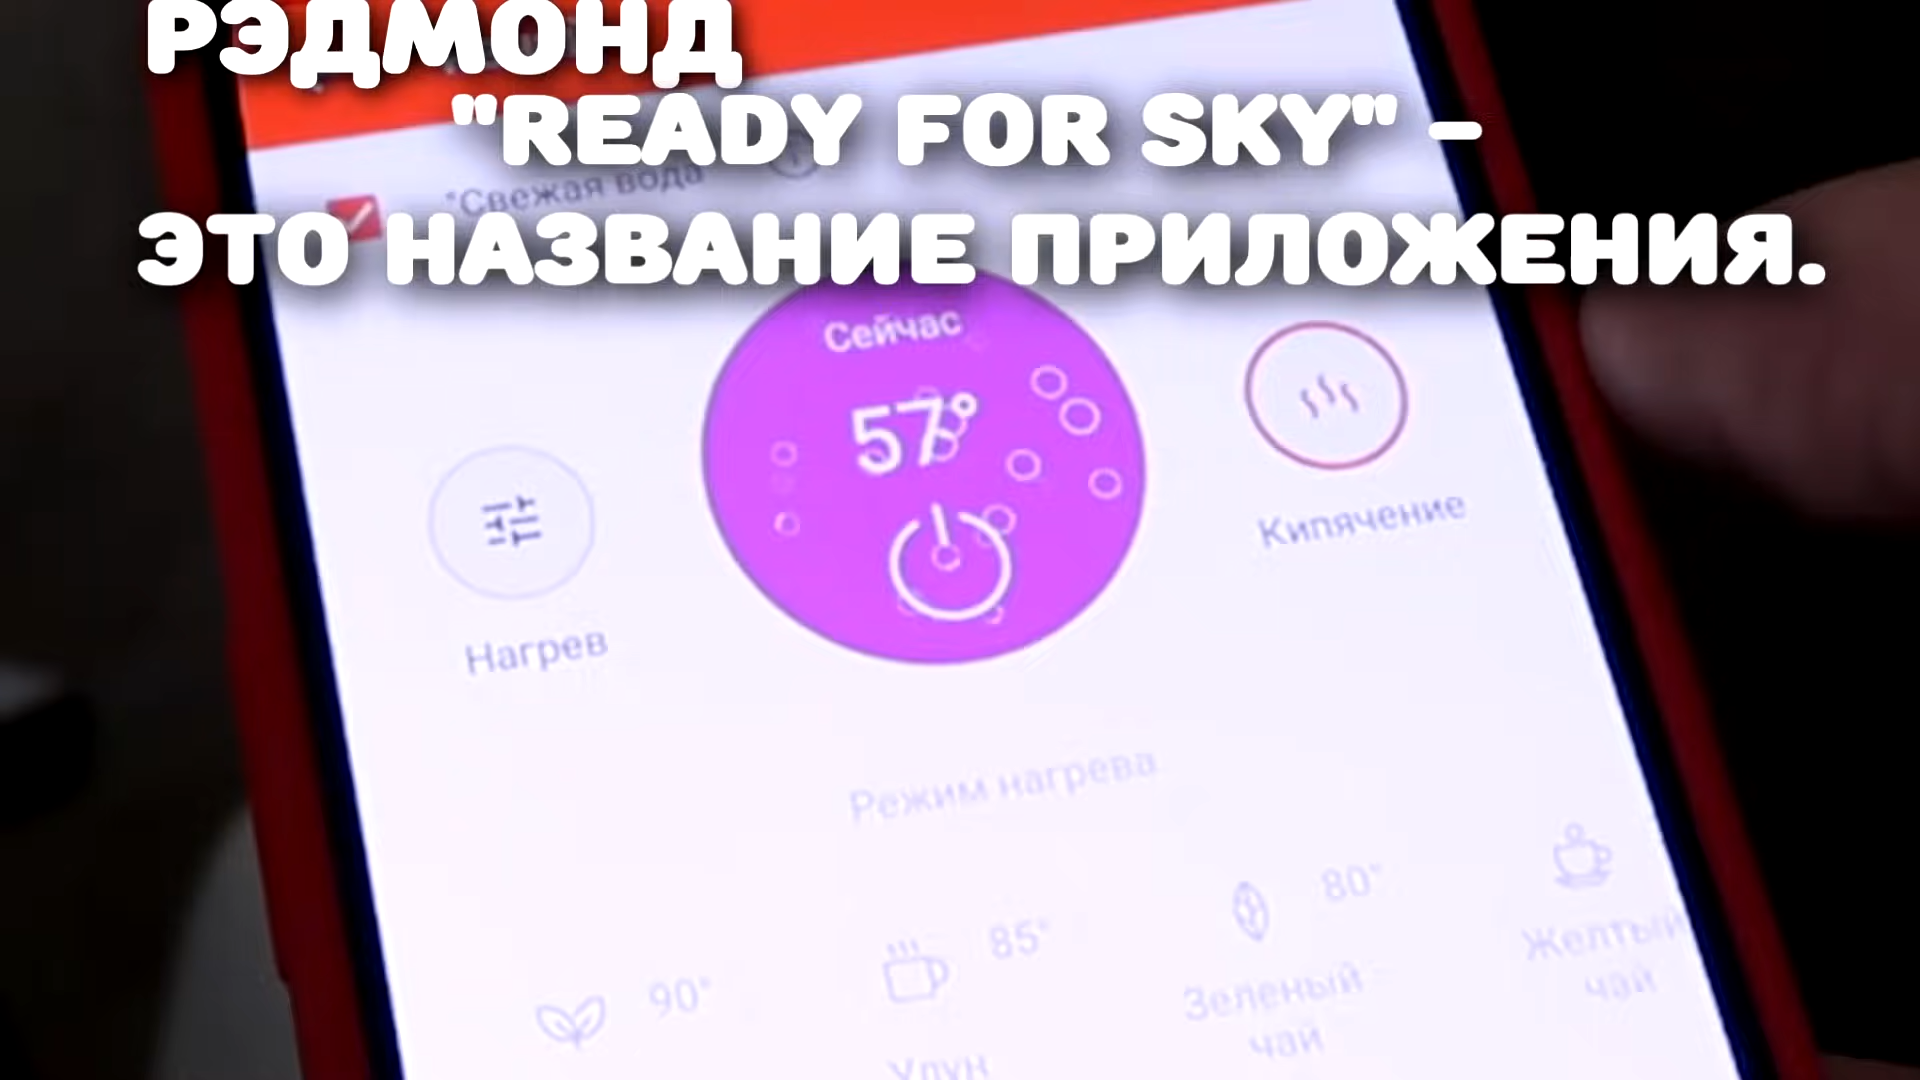 РЭДМОНД
"READY FOR SKY" –
"Свежая вода"
ЭТО НАЗВАНИЕ ПРИЛОЖЕНИЯ.
Сейчас
57°
Кипячение
Нагрев
Режим нагрева
90°
85°
80°
Улун
Зеленый
чай
Желтый
чай